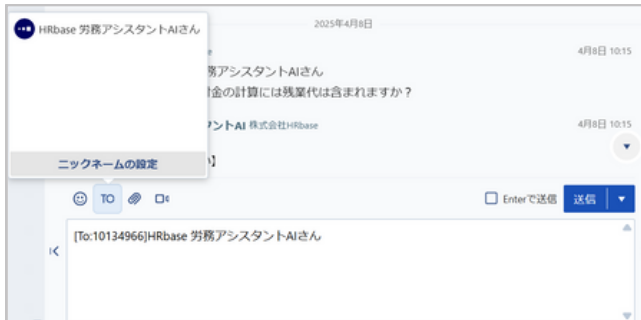 HRbase 労務アシスタントAIさん
2025年4月8日
4月8日 10:15
務アシスタントAIさん
金の計算には残業代は含まれますか？
タントAI 株式会社HRbase
4月8日 10:15
ニックネームの設定
】
TO
Enterで送信
送信
[To:10134966]HRbase 労務アシスタントAIさん